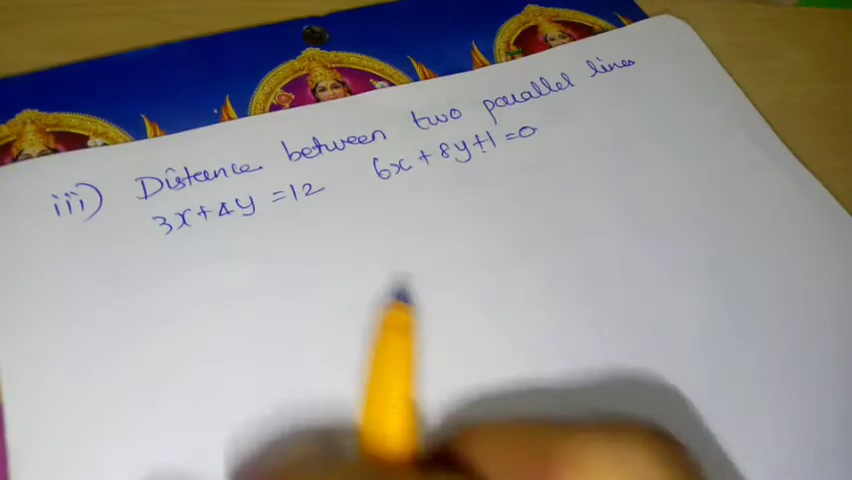 iii) Distance between two parallel lines
3x+4y =12 6x+8y+1=0